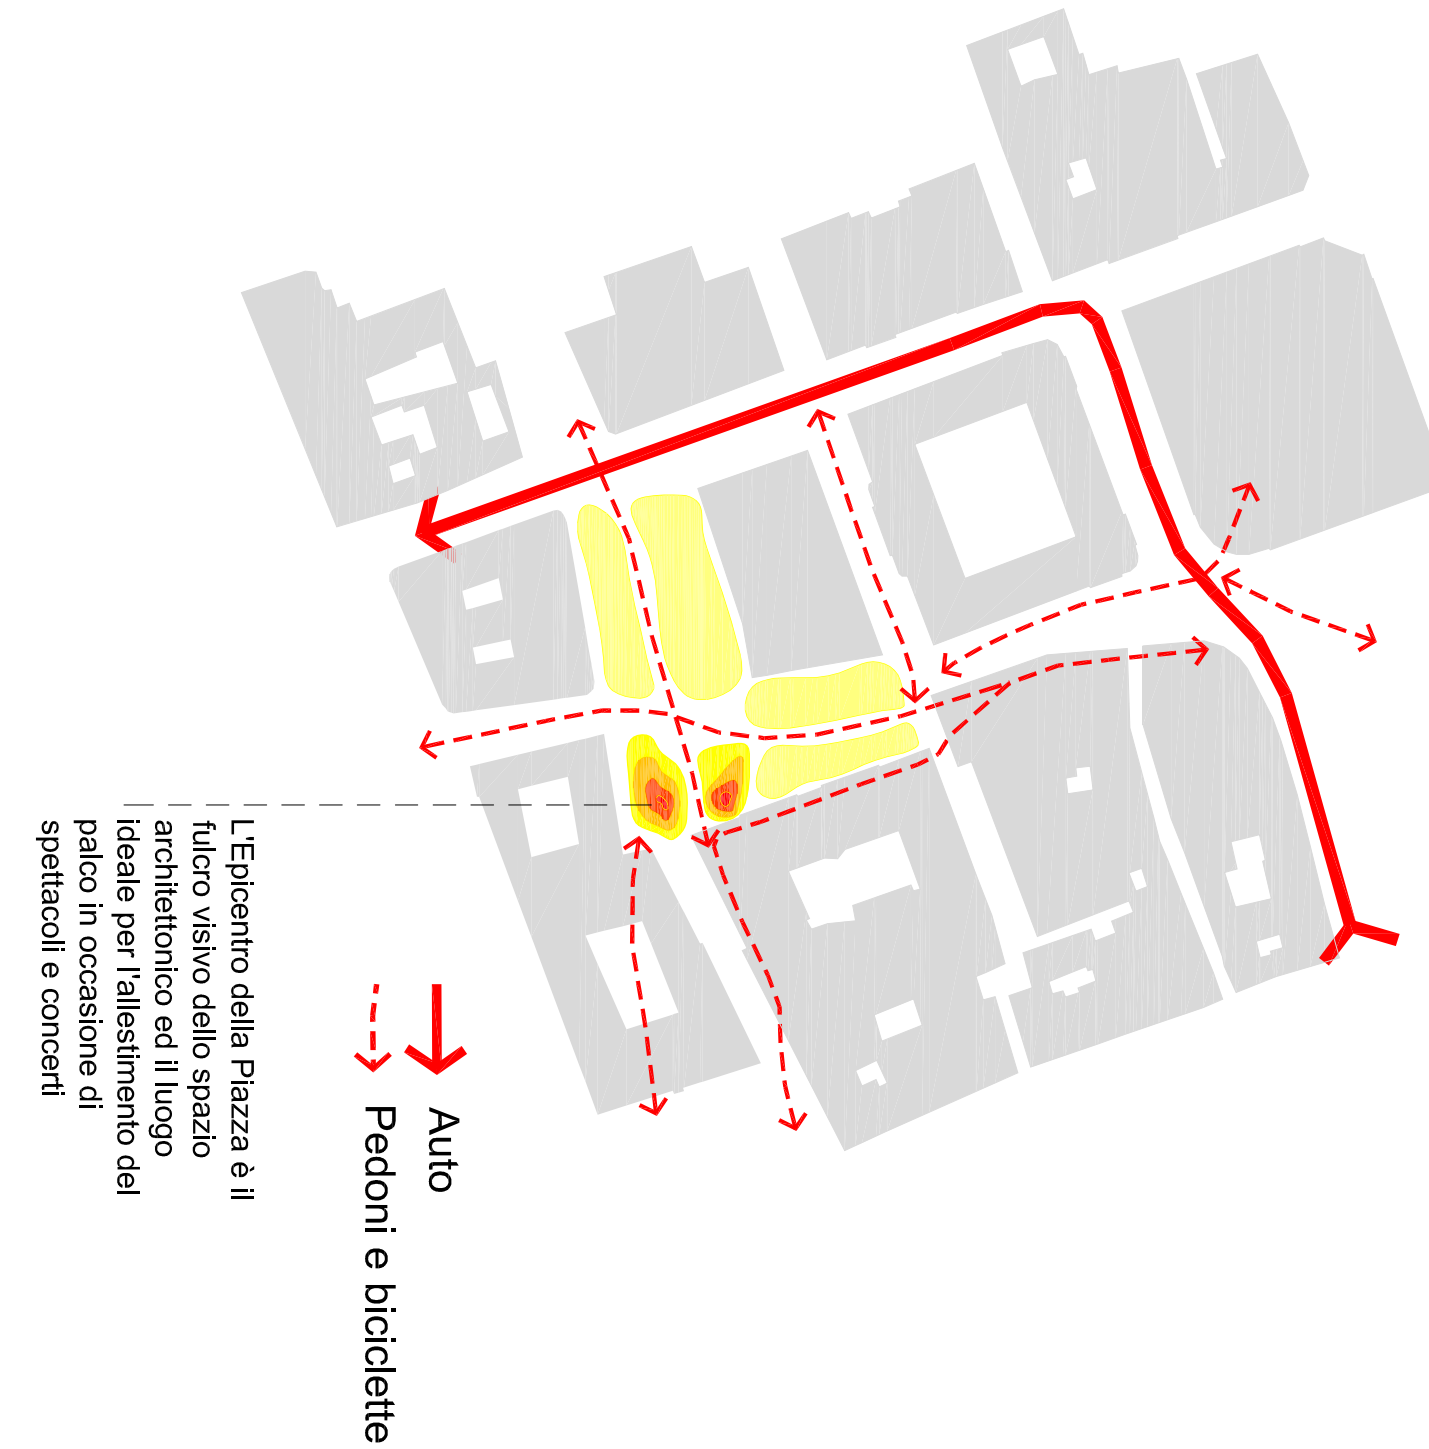 Auto
Pedoni e biciclette
L'Epicentro della Piazza è il
fulcro visivo dello spazio
architettonico ed il luogo
ideale per l'allestimento del
palco in occasione di
spettacoli e concerti